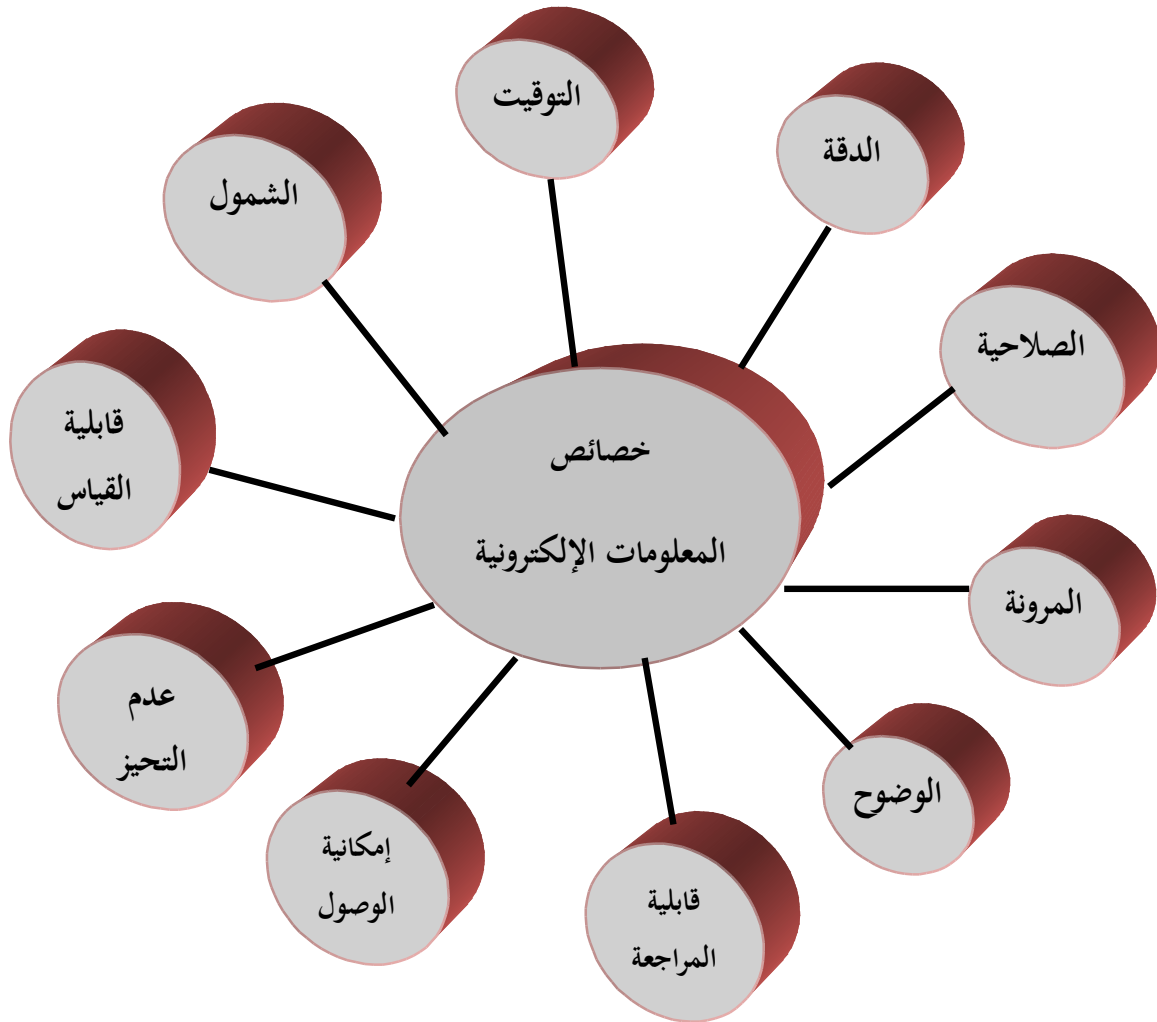 التوقيت
الدقة
الشمول
الصلاحية
قابلية
القياس
خصائص
المعلومات الإلكترونية
المرونة
عدم
التحيز
الوضوح
إمكانية
الوصول
قابلية
المراجعة